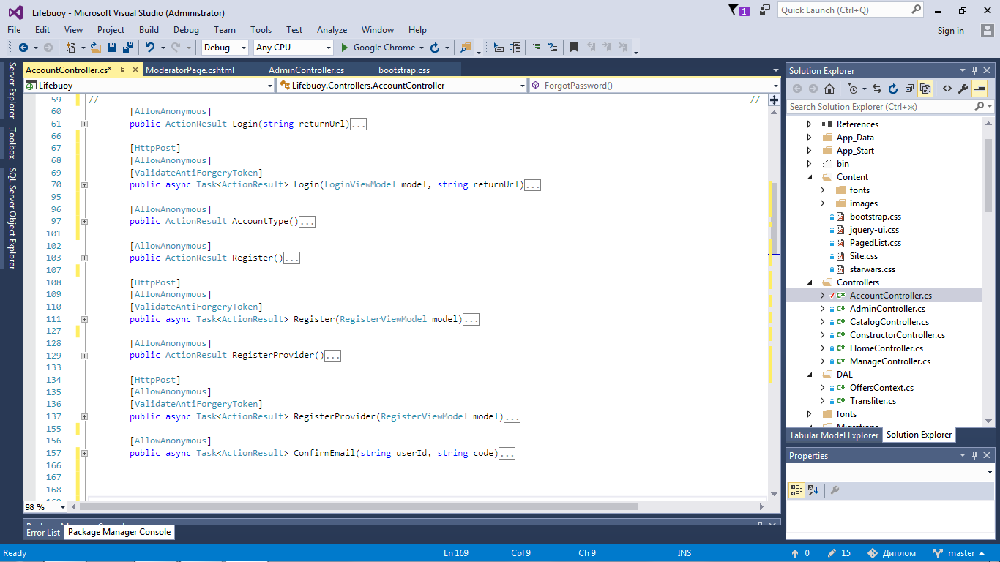 Lifebuoy - Microsoft Visual Studio (Administrator)
1
Quick Launch (Ctrl+Q)
File Edit View Project Build Debug Team Tools Test Analyze Window Help
Sign in
Debug Any CPU Google Chrome
Server Explorer
Toolbox
SQL Server Object Explorer
AccountController.cs* ModeratorPage.cshtml AdminController.cs bootstrap.css
Lifebuoy Lifebuoy.Controllers.AccountController ForgotPassword()
59 //-------------------------------------------------------------------------------------------------------------------------------//
60 [AllowAnonymous]
61 public ActionResult Login(string returnUrl)...
66
67 [HttpPost]
68 [AllowAnonymous]
69 [ValidateAntiForgeryToken]
70 public async Task<ActionResult> Login(LoginViewModel model, string returnUrl)...
95
96 [AllowAnonymous]
97 public ActionResult AccountType()...
101
102 [AllowAnonymous]
103 public ActionResult Register()...
107
108 [HttpPost]
109 [AllowAnonymous]
110 [ValidateAntiForgeryToken]
111 public async Task<ActionResult> Register(RegisterViewModel model)...
127
128 [AllowAnonymous]
129 public ActionResult RegisterProvider()...
133
134 [HttpPost]
135 [AllowAnonymous]
136 [ValidateAntiForgeryToken]
137 public async Task<ActionResult> RegisterProvider(RegisterViewModel model)...
155
156 [AllowAnonymous]
157 public async Task<ActionResult> ConfirmEmail(string userId, string code)...
166
167
168
98 %
Error List Package Manager Console
Solution Explorer
Search Solution Explorer (Ctrl+ж)
References
App_Data
App_Start
bin
Content
fonts
images
bootstrap.css
jquery-ui.css
PagedList.css
Site.css
starwars.css
Controllers
C# AccountController.cs
C# AdminController.cs
C# CatalogController.cs
C# ConstructorController.cs
C# HomeController.cs
C# ManageController.cs
DAL
C# OffersContext.cs
C# Transliter.cs
fonts
Migrations
Tabular Model Explorer Solution Explorer
Properties
Ready Ln 169 Col 9 Ch 9 INS 0 15 Диплом master